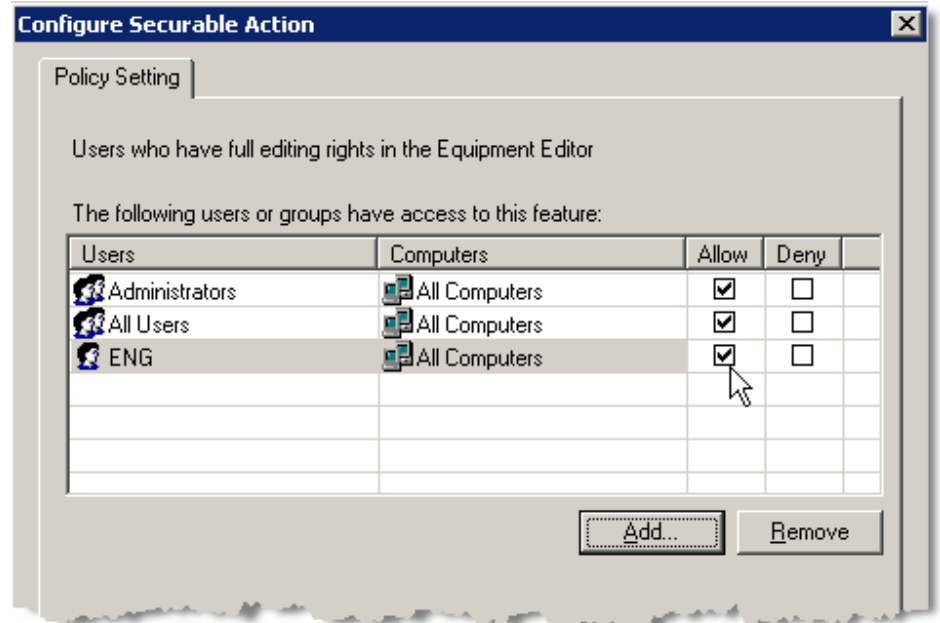 Configure Securable Action
Policy Setting
Users who have full editing rights in the Equipment Editor
The following users or groups have access to this feature:
Users Computers Allow Deny
Administrators All Computers
All Users All Computers
ENG All Computers
Add... Remove